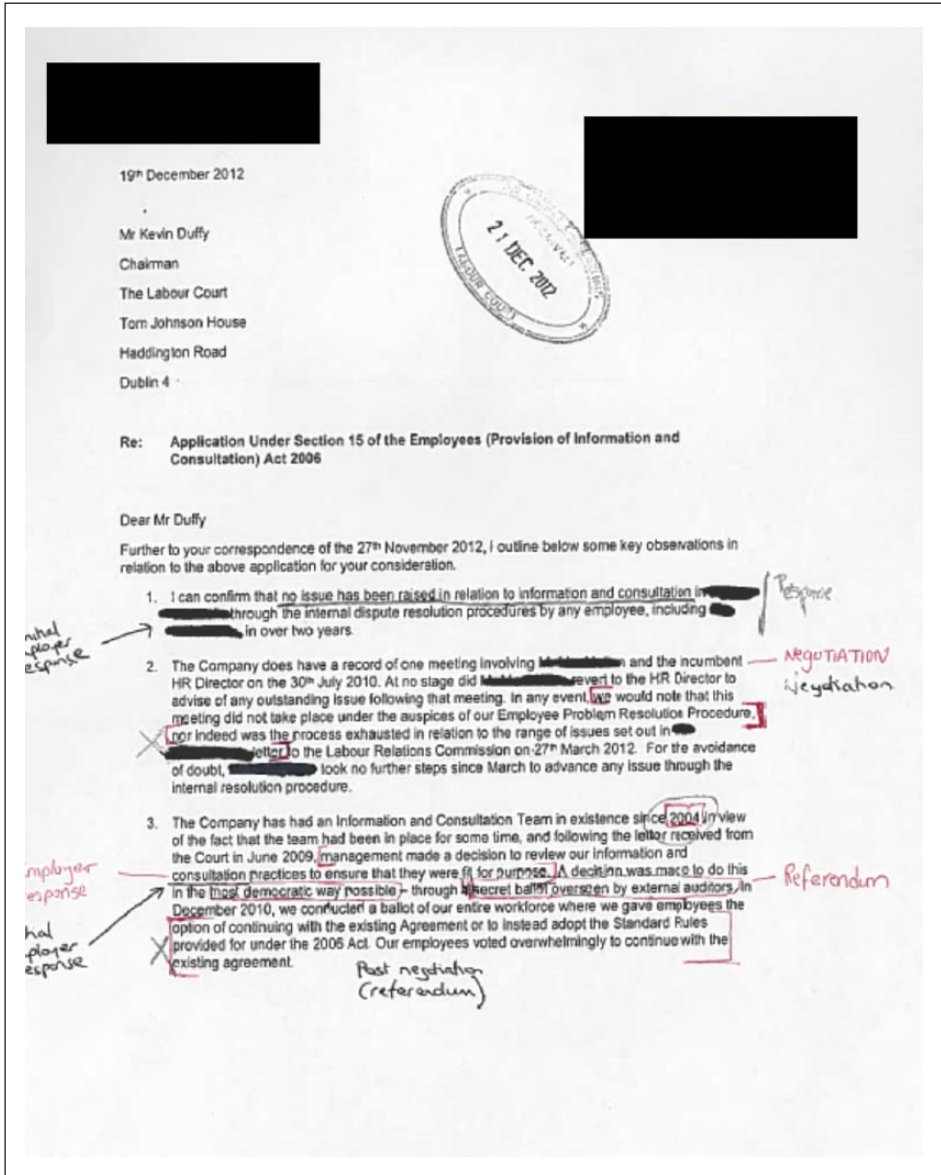 19th December 2012
21 DEC 2012
LABOUR COURT
Mr Kevin Duffy
Chairman
The Labour Court
Tom Johnson House
Haddington Road
Dublin 4
Re: Application Under Section 15 of the Employees (Provision of Information and
Consultation) Act 2006
Dear Mr Duffy
Further to your correspondence of the 27th November 2012, I outline below some key observations in
relation to the above application for your consideration.
1. I can confirm that no issue has been raised in relation to information and consultation in
through the internal dispute resolution procedures by any employee, including
in over two years.
Response
2. The Company does have a record of one meeting involving and the incumbent
HR Director on the 30th July 2010. At no stage did revert to the HR Director to
advise of any outstanding issue following that meeting. In any event, we would note that this
meeting did not take place under the auspices of our Employee Problem Resolution Procedure,
nor indeed was the process exhausted in relation to the range of issues set out in
letter to the Labour Relations Commission on 27th March 2012. For the avoidance
of doubt, took no further steps since March to advance any issue through the
internal resolution procedure.
NEGOTIATION
Negotiation
3. The Company has had an Information and Consultation Team in existence since 2004 In view
of the fact that the team had been in place for some time, and following the letter received from
the Court in June 2009, management made a decision to review our information and
consultation practices to ensure that they were fit for purpose. A decision was made to do this
in the most democratic way possible – through a secret ballot overseen by external auditors. In
December 2010, we conducted a ballot of our entire workforce where we gave employees the
option of continuing with the existing Agreement or to instead adopt the Standard Rules
provided for under the 2006 Act. Our employees voted overwhelmingly to continue with the
existing agreement.
Referendum
Post negotiation
(referendum)